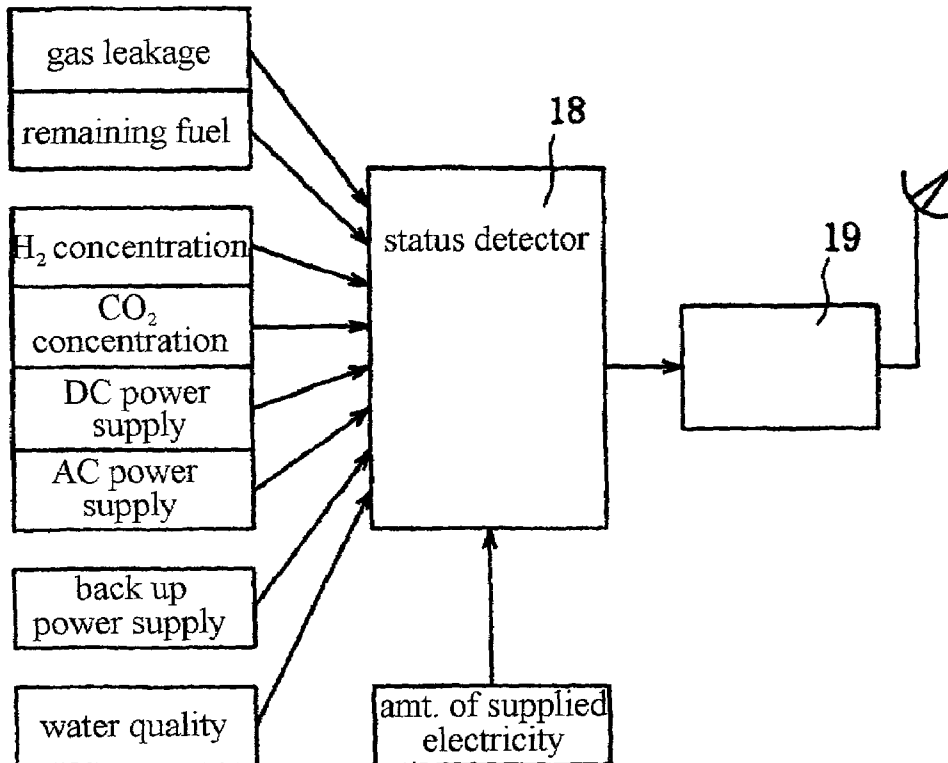 gas leakage
remaining fuel
18
H₂ concentration
status detector
19
CO₂
concentration
DC power
supply
AC power
supply
back up
power supply
water quality
amt. of supplied
electricity